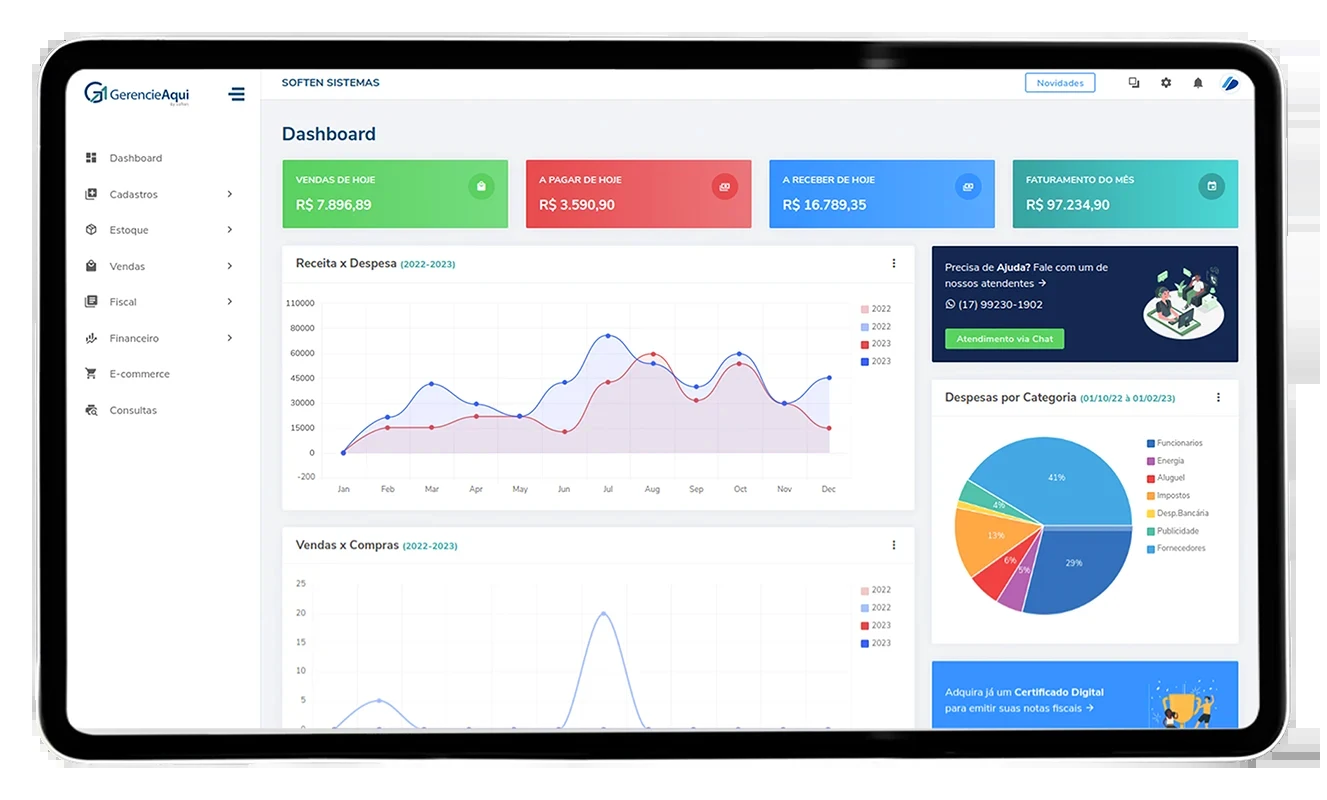 GerencieAqui
by soften
SOFTEN SISTEMAS
Novidades
Dashboard
Cadastros
Estoque
Vendas
Fiscal
Financeiro
E-commerce
Consultas
Dashboard
VENDAS DE HOJE
R$ 7.896,89
A PAGAR DE HOJE
R$ 3.590,90
A RECEBER DE HOJE
R$ 16.789,35
FATURAMENTO DO MÊS
R$ 97.234,90
Receita x Despesa (2022-2023)
110000
80000
60000
45000
30000
15000
0
-200
Jan Feb Mar Apr May Jun Jul Aug Sep Oct Nov Dec
2022
2022
2023
2023
Precisa de Ajuda? Fale com um de
nossos atendentes →
(17) 99230-1902
Atendimento via Chat
Despesas por Categoria (01/10/22 à 01/02/23)
41%
4%
13%
6%
5%
29%
Funcionarios
Energia
Aluguel
Impostos
Desp.Bancária
Publicidade
Fornecedores
Vendas x Compras (2022-2023)
25
20
15
10
5
0
2022
2022
2023
2023
Adquira já um Certificado Digital
para emitir suas notas fiscais →